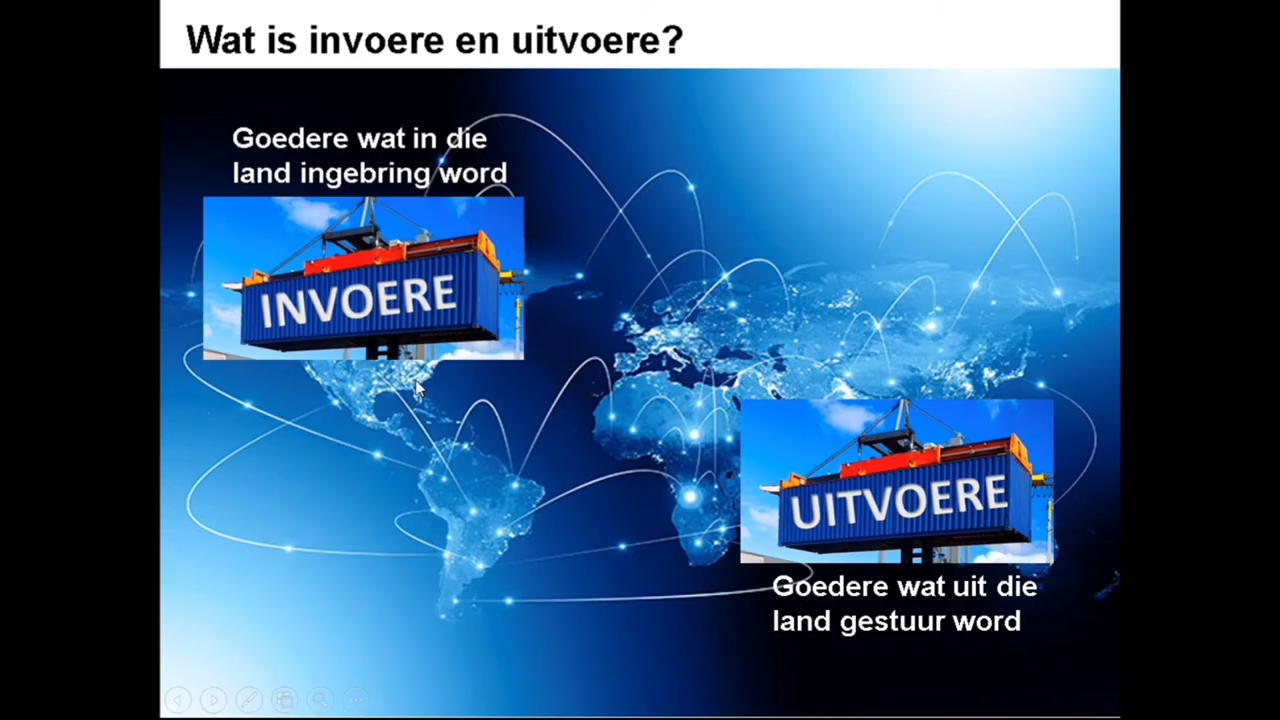 Wat is invoere en uitvoere?
Goedere wat in die
land ingebring word
INVOERE
UITVOERE
Goedere wat uit die
land gestuur word